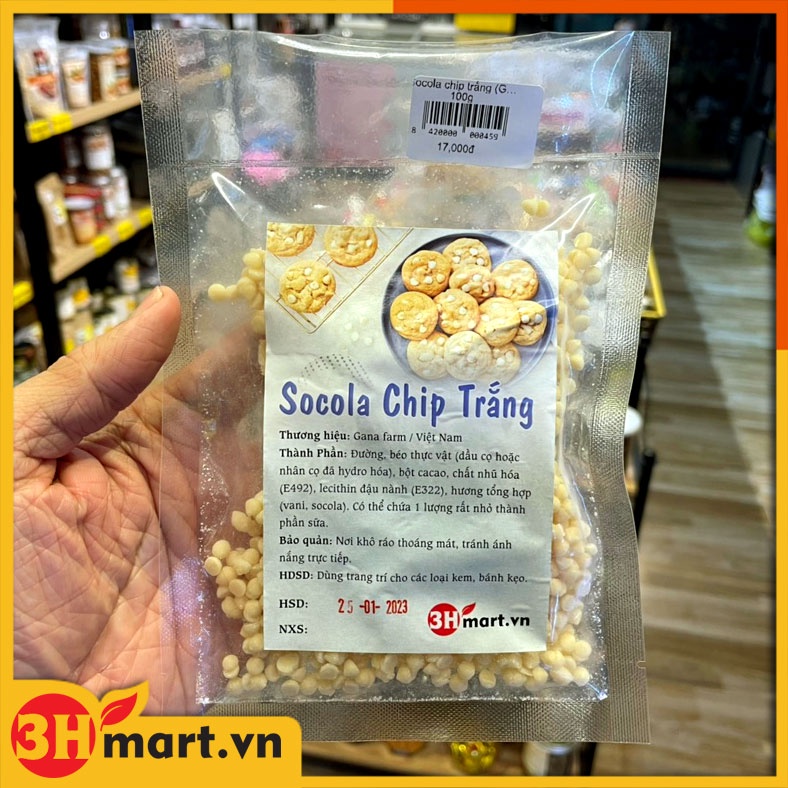 Socola chip trắng (G...
100g
8 420000 000459
17,000đ
Socola Chip Trắng
Thương hiệu: Gana farm / Việt Nam
Thành Phần: Đường, béo thực vật (dầu cọ hoặc
nhân cọ đã hydro hóa), bột cacao, chất nhũ hóa
(E492), lecithin đậu nành (E322), hương tổng hợp
(vani, socola). Có thể chứa 1 lượng rất nhỏ thành
phần sữa.
Bảo quản: Nơi khô ráo thoáng mát, tránh ánh
nắng trực tiếp.
HDSD: Dùng trang trí cho các loại kem, bánh kẹo.
HSD: 25 -01- 2023
NXS:
3Hmart.vn
3Hmart.vn